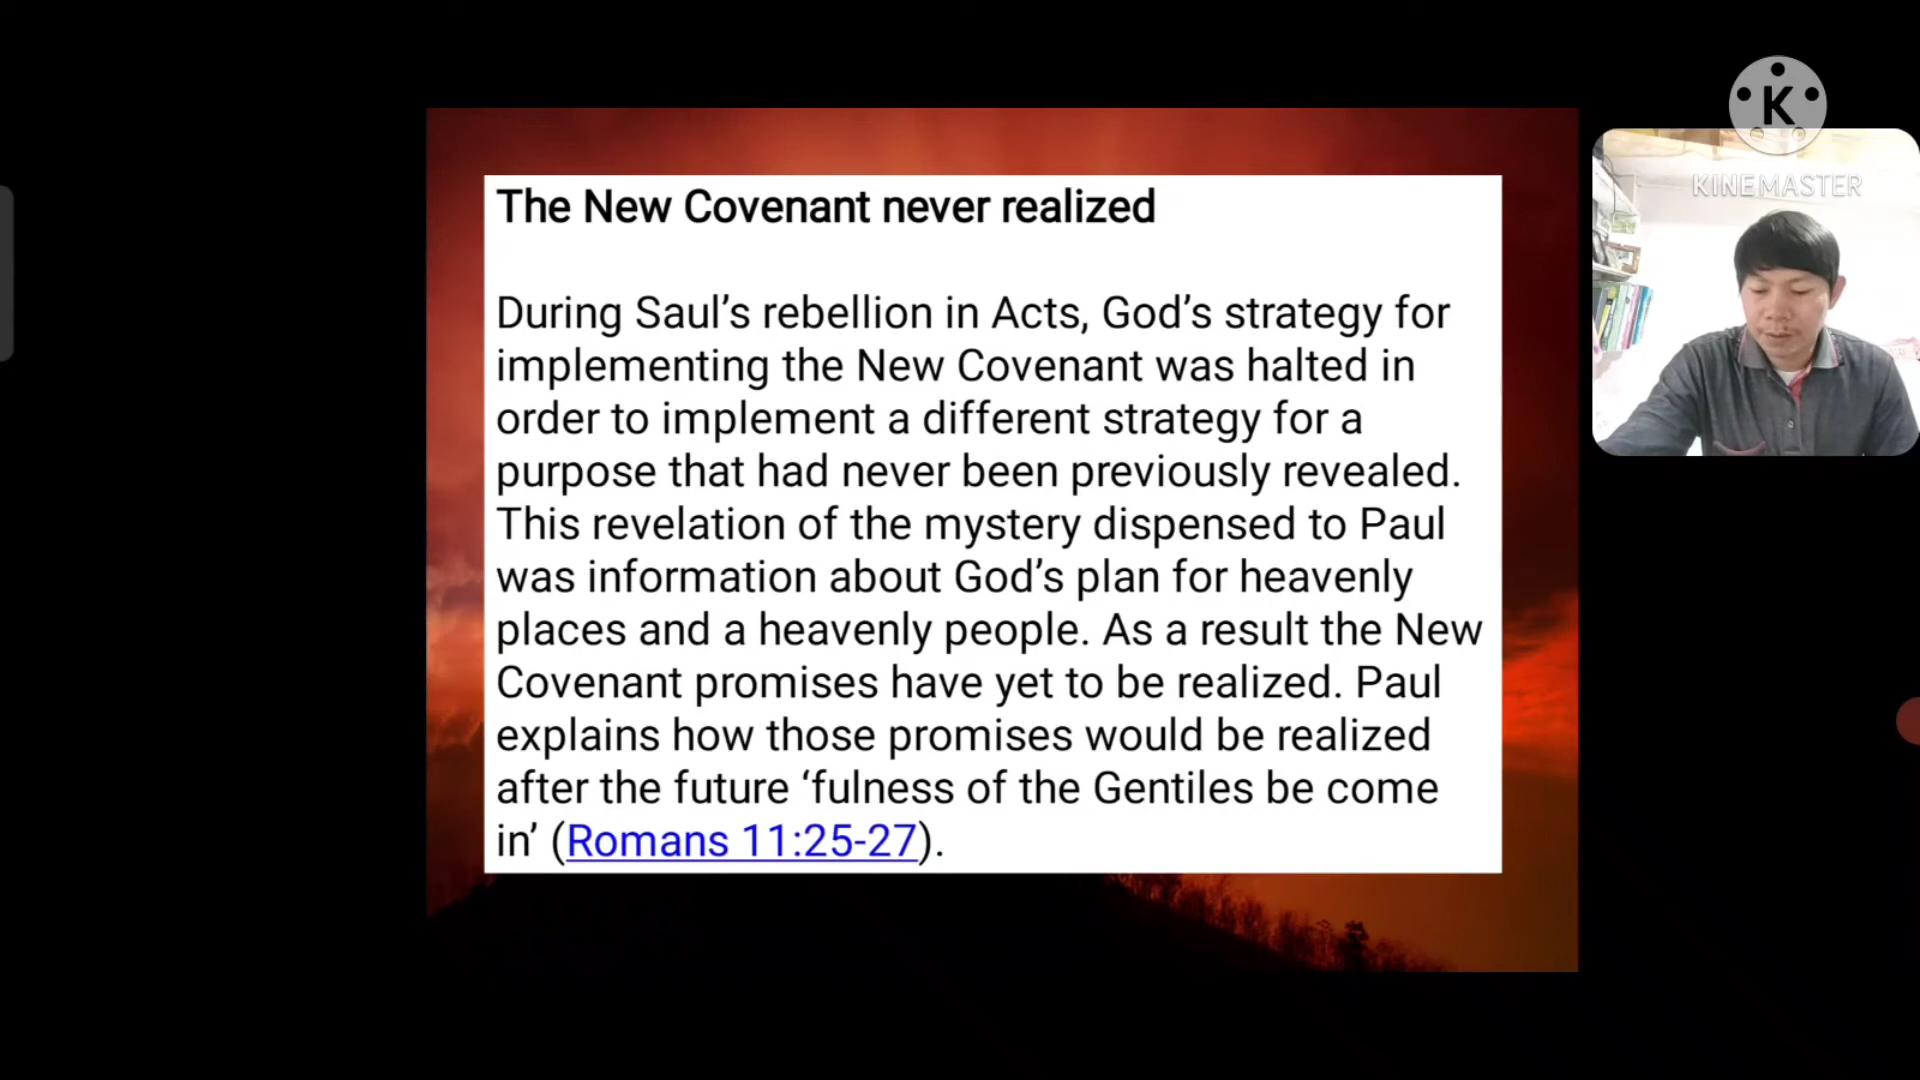 The New Covenant never realized
During Saul’s rebellion in Acts, God’s strategy for
implementing the New Covenant was halted in
order to implement a different strategy for a
purpose that had never been previously revealed.
This revelation of the mystery dispensed to Paul
was information about God’s plan for heavenly
places and a heavenly people. As a result the New
Covenant promises have yet to be realized. Paul
explains how those promises would be realized
after the future ‘fulness of the Gentiles be come
in’ (Romans 11:25-27).
K
KINEMASTER